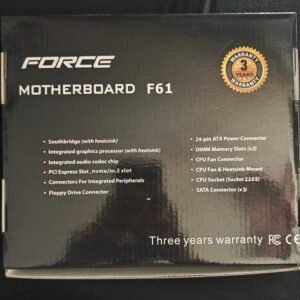 FORCE
WARRANTY
3
YEARS
WARRANTY
MOTHERBOARD F61
• Southbridge (with heatsink)
• Integrated graphics processor (with heatsink)
• Integrated audio codec chip
• PCI Express Slot, nvme/m.2 slot
• Connectors For Integrated Peripherals
• Floppy Drive Connector
• 24-pin ATX Power Connector
• DIMM Memory Slots (x2)
• CPU Fan Connector
• CPU Fan & Heatsink Mount
• CPU Socket (Socket 1155)
• SATA Connector (x3)
Three years warranty FC CE